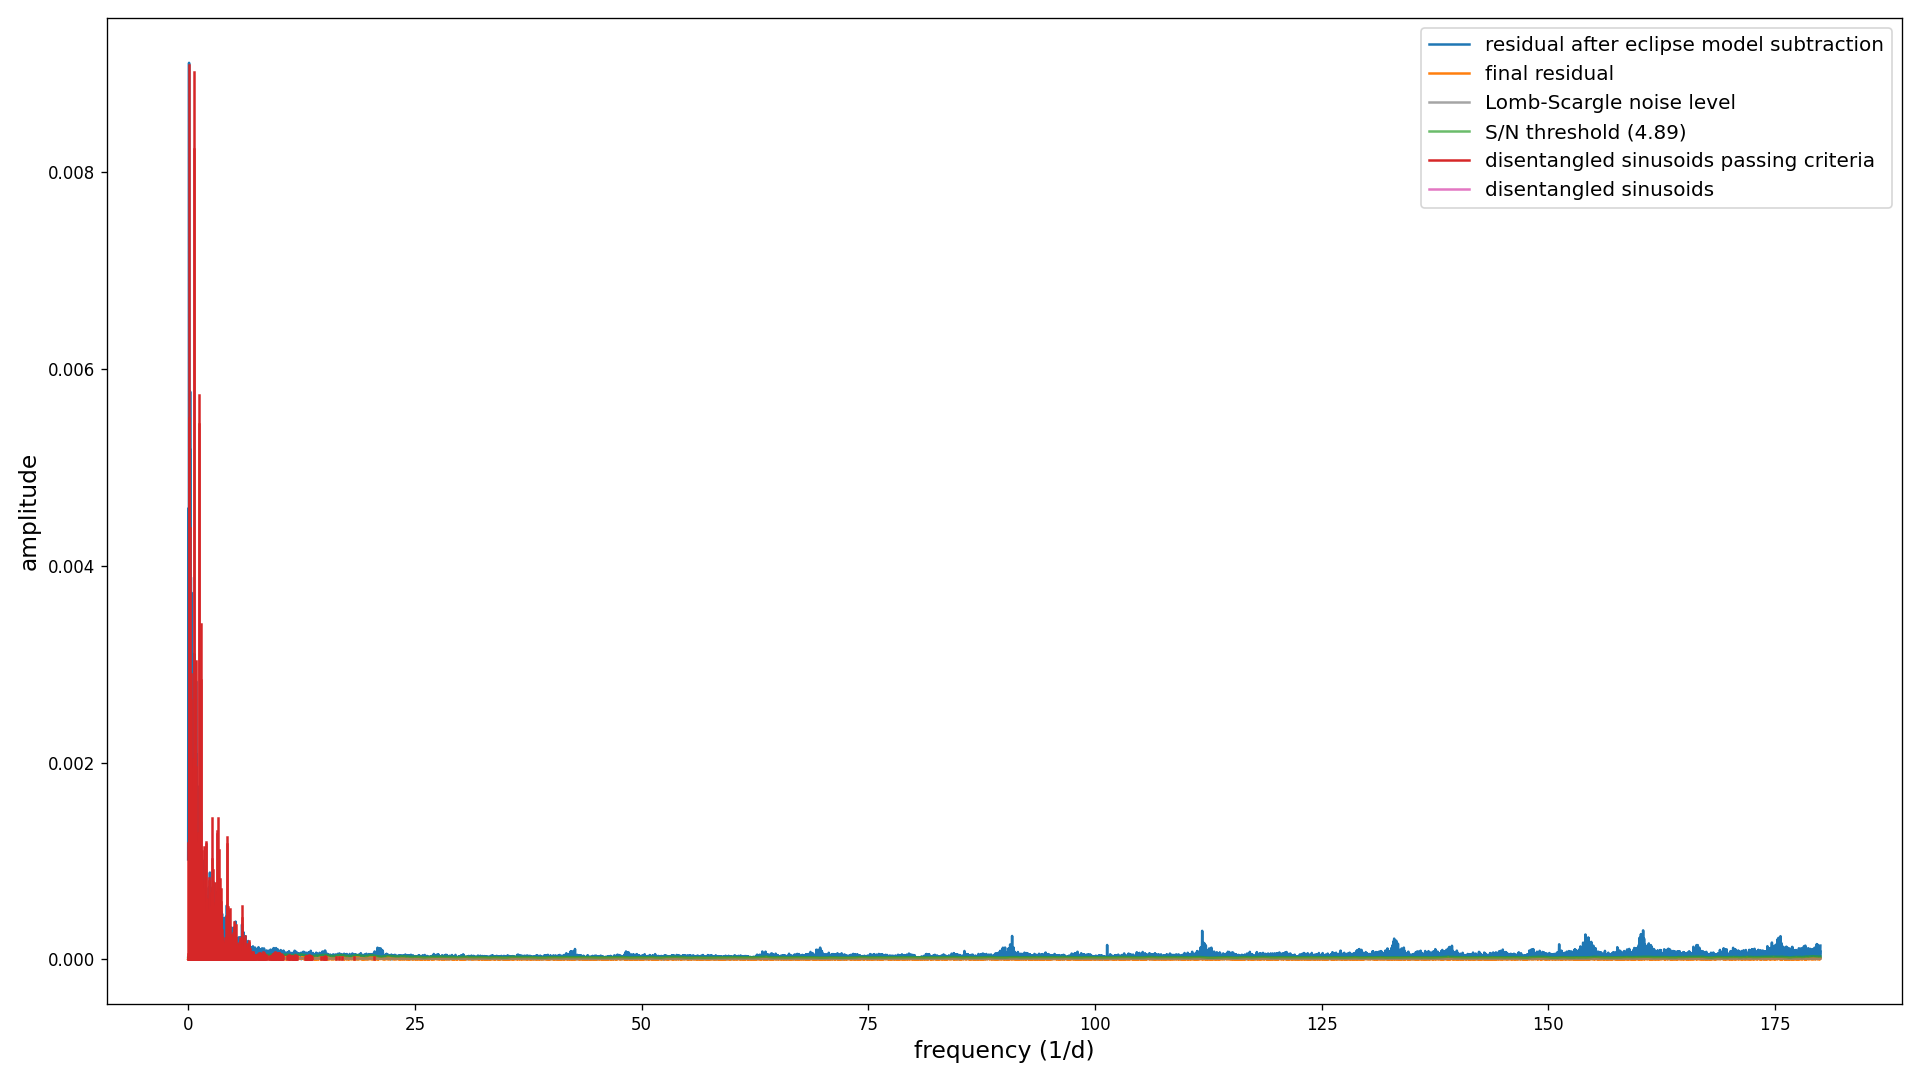 residual after eclipse model subtraction
final residual
Lomb-Scargle noise level
S/N threshold (4.89)
disentangled sinusoids passing criteria
disentangled sinusoids
0.008
0.006
0.004
0.002
0.000
amplitude
0 25 50 75 100 125 150 175
frequency (1/d)